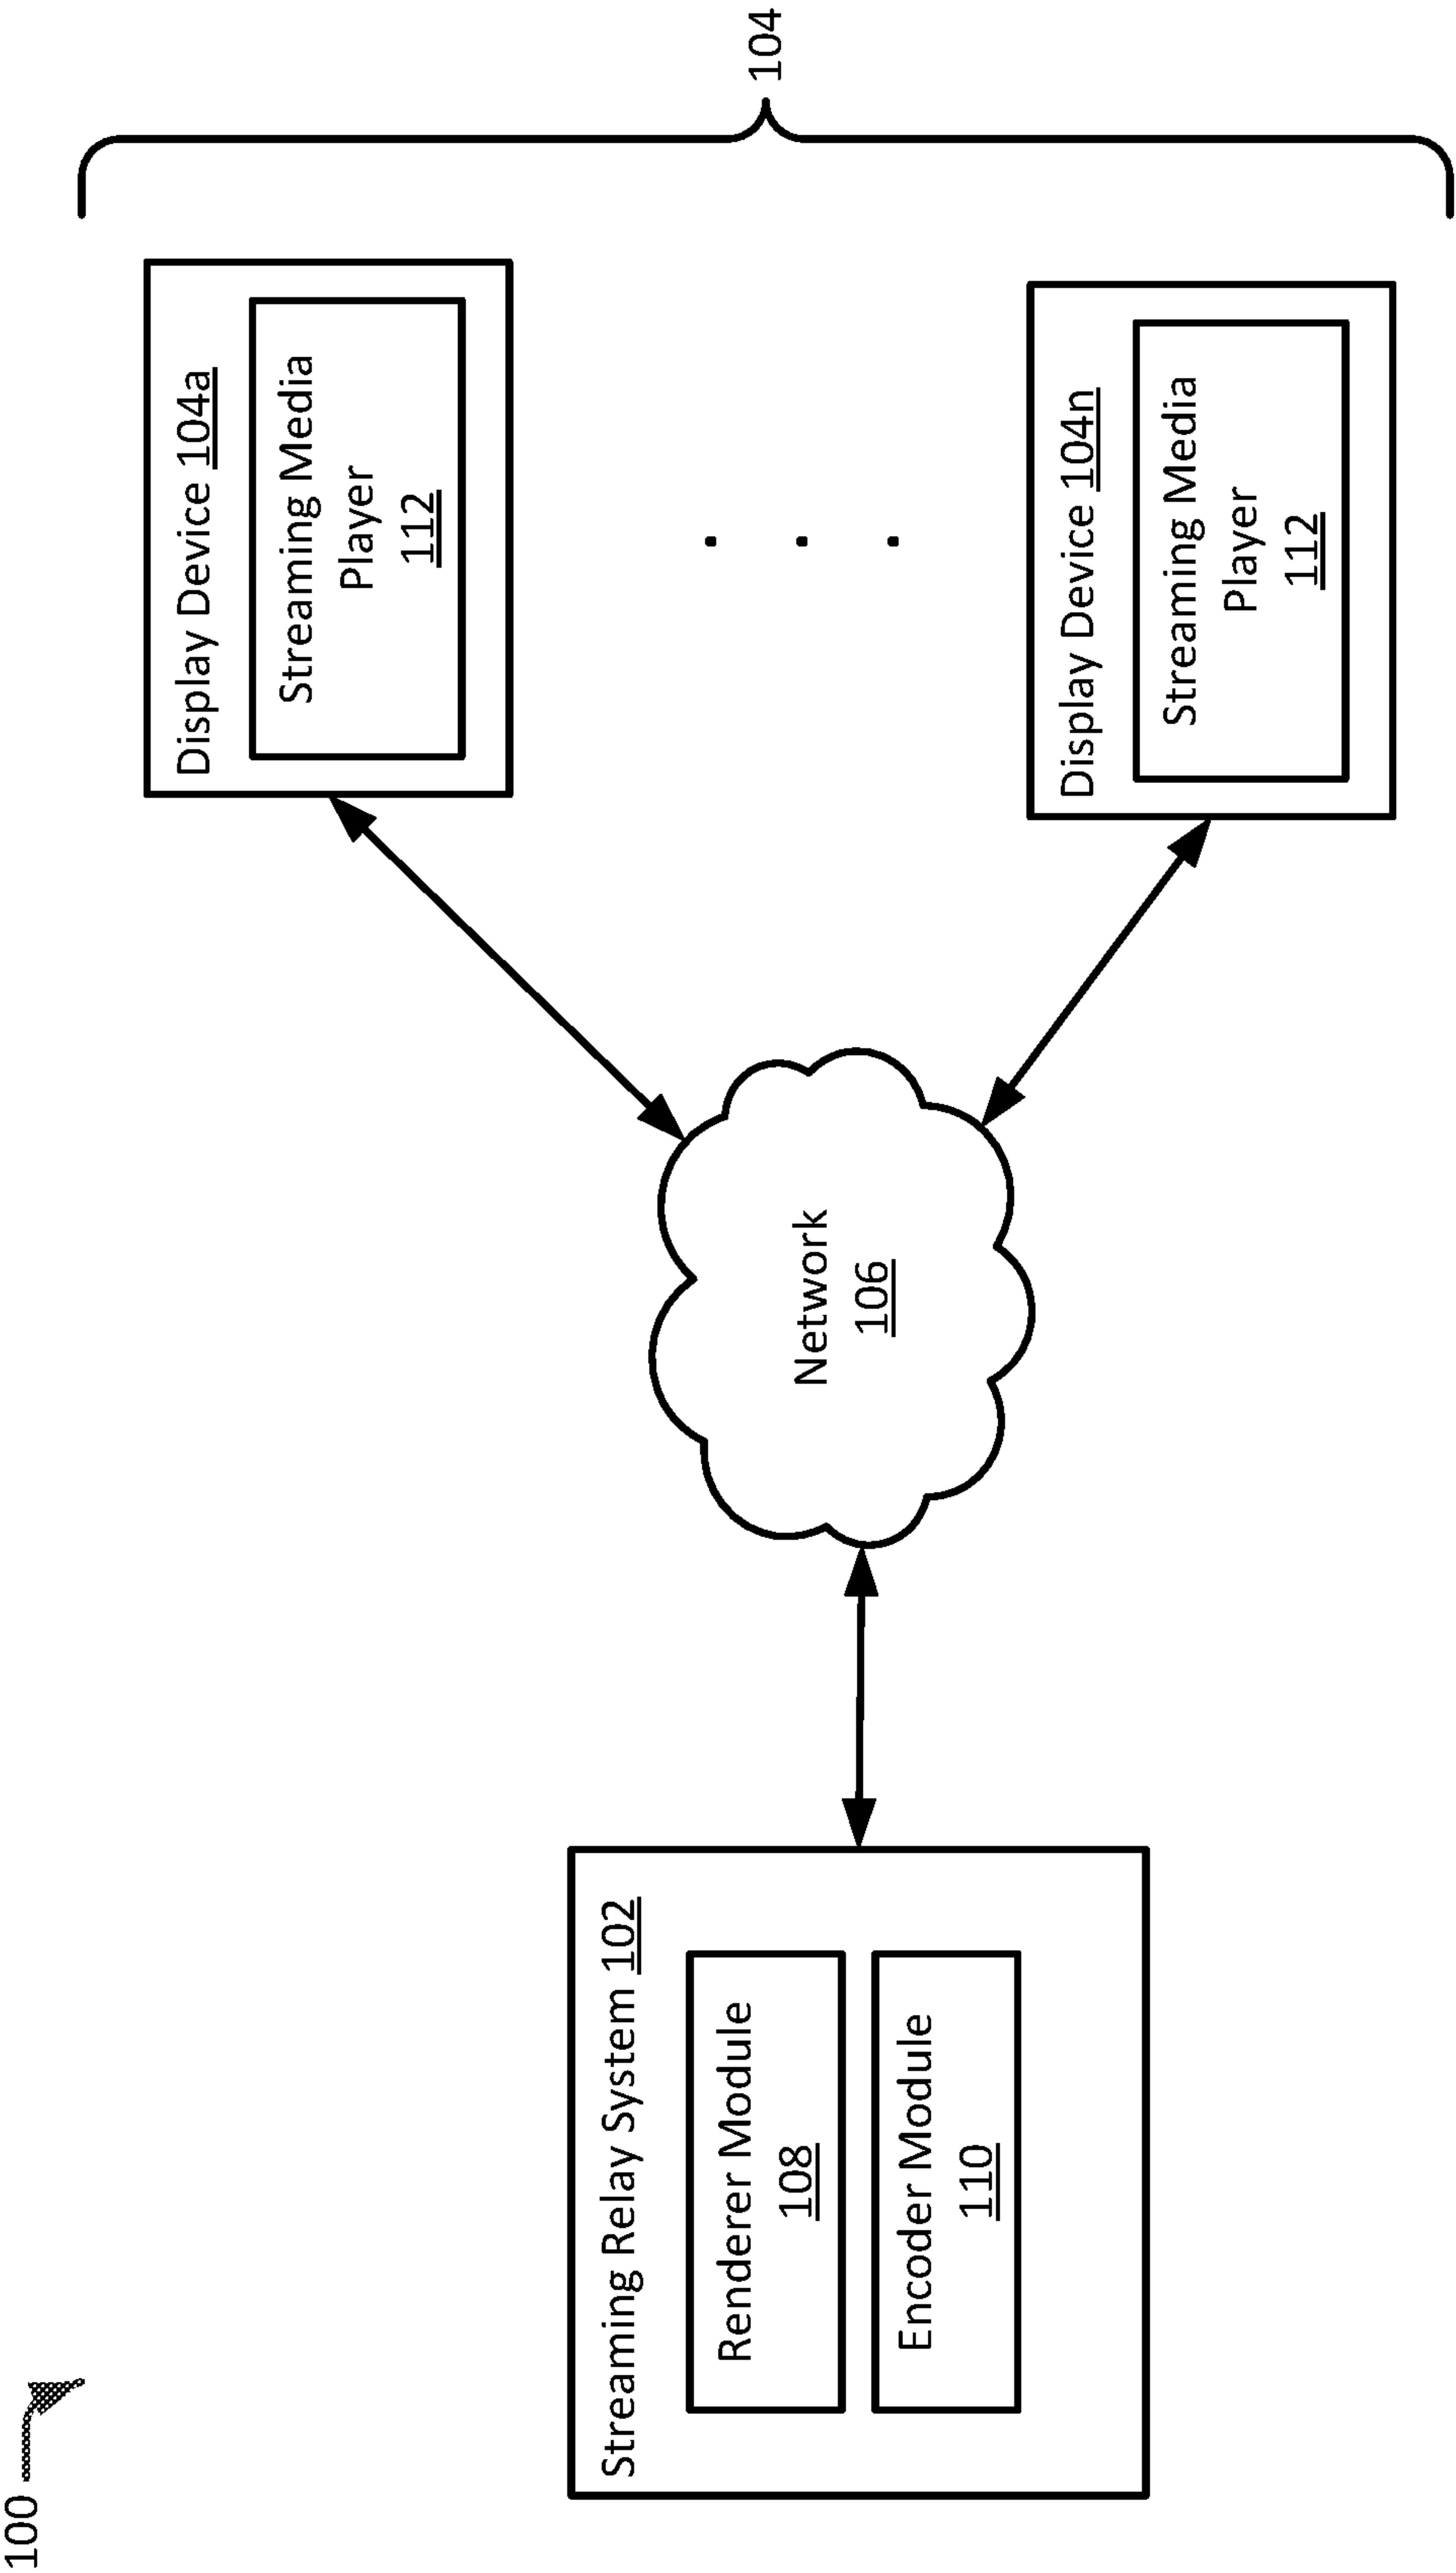 100
Streaming Relay System 102
Renderer Module
108
Encoder Module
110
Network
106
Display Device 104a
Streaming Media
Player
112
. . .
Display Device 104n
Streaming Media
Player
112
104